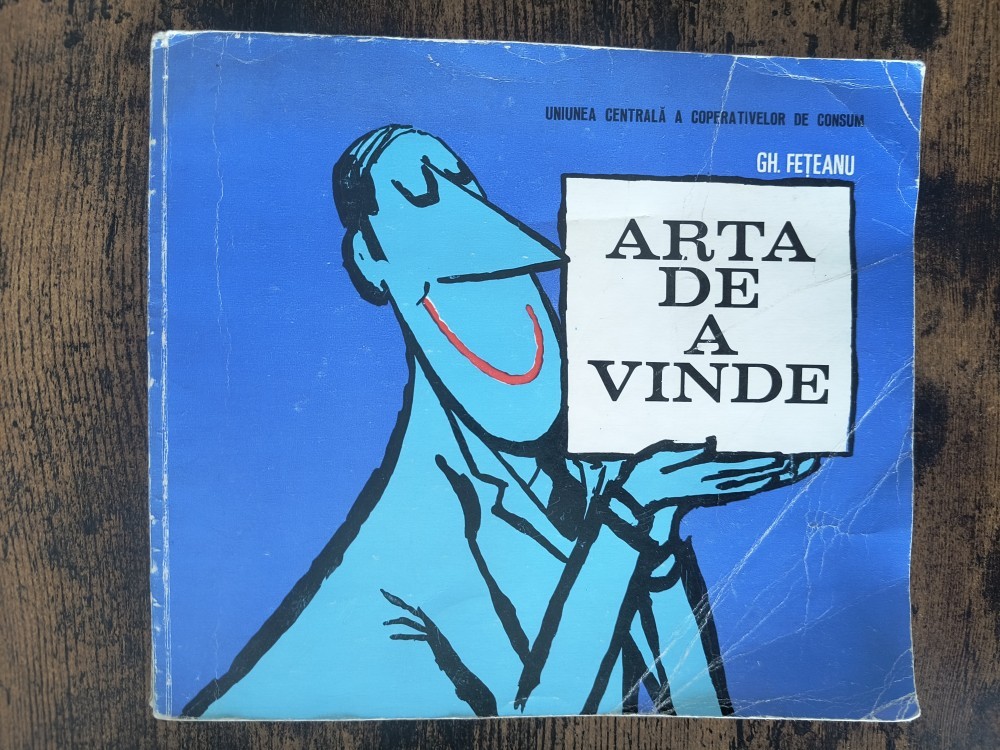 UNIUNEA CENTRALĂ A COPERATIVELOR DE CONSUM
GH. FEȚEANU
ARTA
DE
A
VINDE